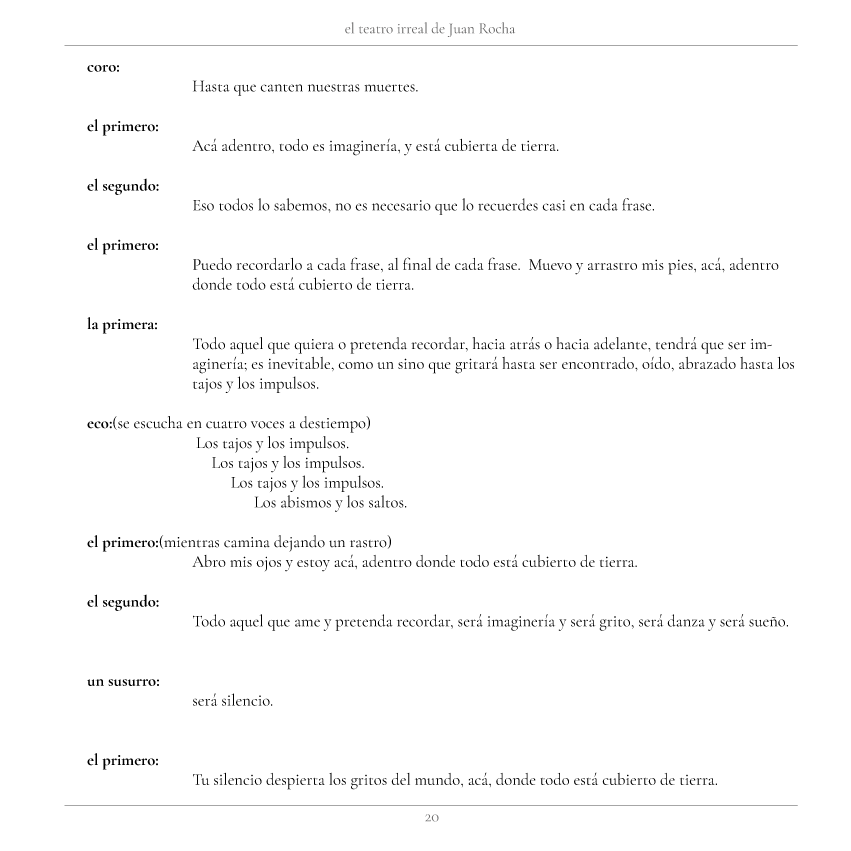 el teatro irreal de Juan Rocha
coro:
Hasta que canten nuestras muertes.
el primero:
Acá adentro, todo es imaginería, y está cubierta de tierra.
el segundo:
Eso todos lo sabemos, no es necesario que lo recuerdes casi en cada frase.
el primero:
Puedo recordarlo a cada frase, al final de cada frase.  Muevo y arrastro mis pies, acá, adentro
donde todo está cubierto de tierra.
la primera:
Todo aquel que quiera o pretenda recordar, hacia atrás o hacia adelante, tendrá que ser im-
aginería; es inevitable, como un sino que gritará hasta ser encontrado, oído, abrazado hasta los
tajos y los impulsos.
eco:(se escucha en cuatro voces a destiempo)
Los tajos y los impulsos.
Los tajos y los impulsos.
Los tajos y los impulsos.
Los abismos y los saltos.
el primero:(mientras camina dejando un rastro)
Abro mis ojos y estoy acá, adentro donde todo está cubierto de tierra.
el segundo:
Todo aquel que ame y pretenda recordar, será imaginería y será grito, será danza y será sueño.
un susurro:
será silencio.
el primero:
Tu silencio despierta los gritos del mundo, acá, donde todo está cubierto de tierra.
20